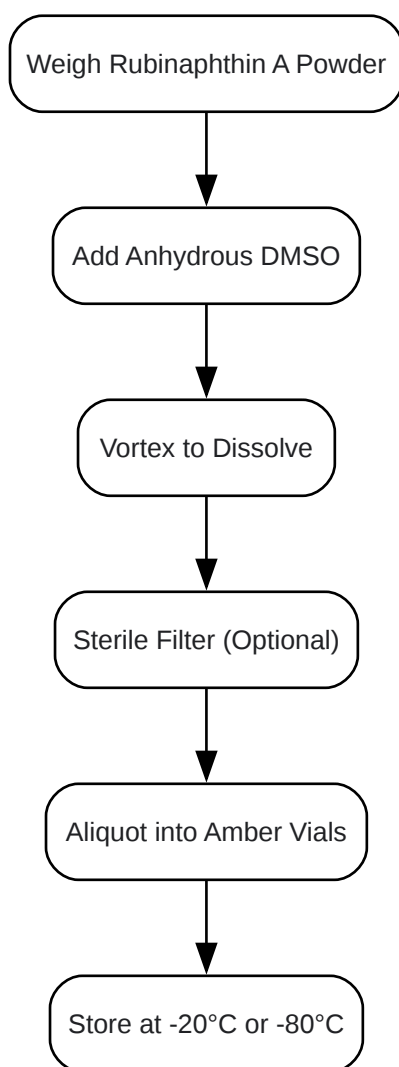 Weigh Rubinaphthin A Powder
Add Anhydrous DMSO
Vortex to Dissolve
Sterile Filter (Optional)
Aliquot into Amber Vials
Store at -20°C or -80°C